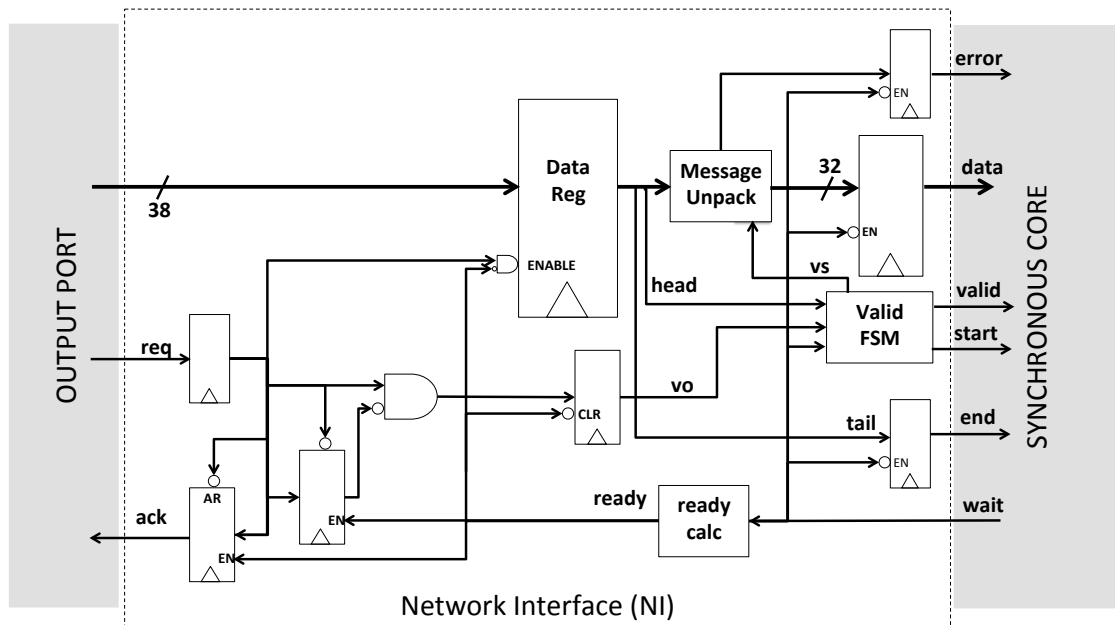 error
EN
OUTPUT PORT
38
Data
Reg
ENABLE
Message
Unpack
32
data
EN
SYNCHRONOUS CORE
head
vs
Valid
FSM
valid
start
req
vo
CLR
tail
end
EN
AR
ack
EN
EN
ready
ready
calc
wait
Network Interface (NI)